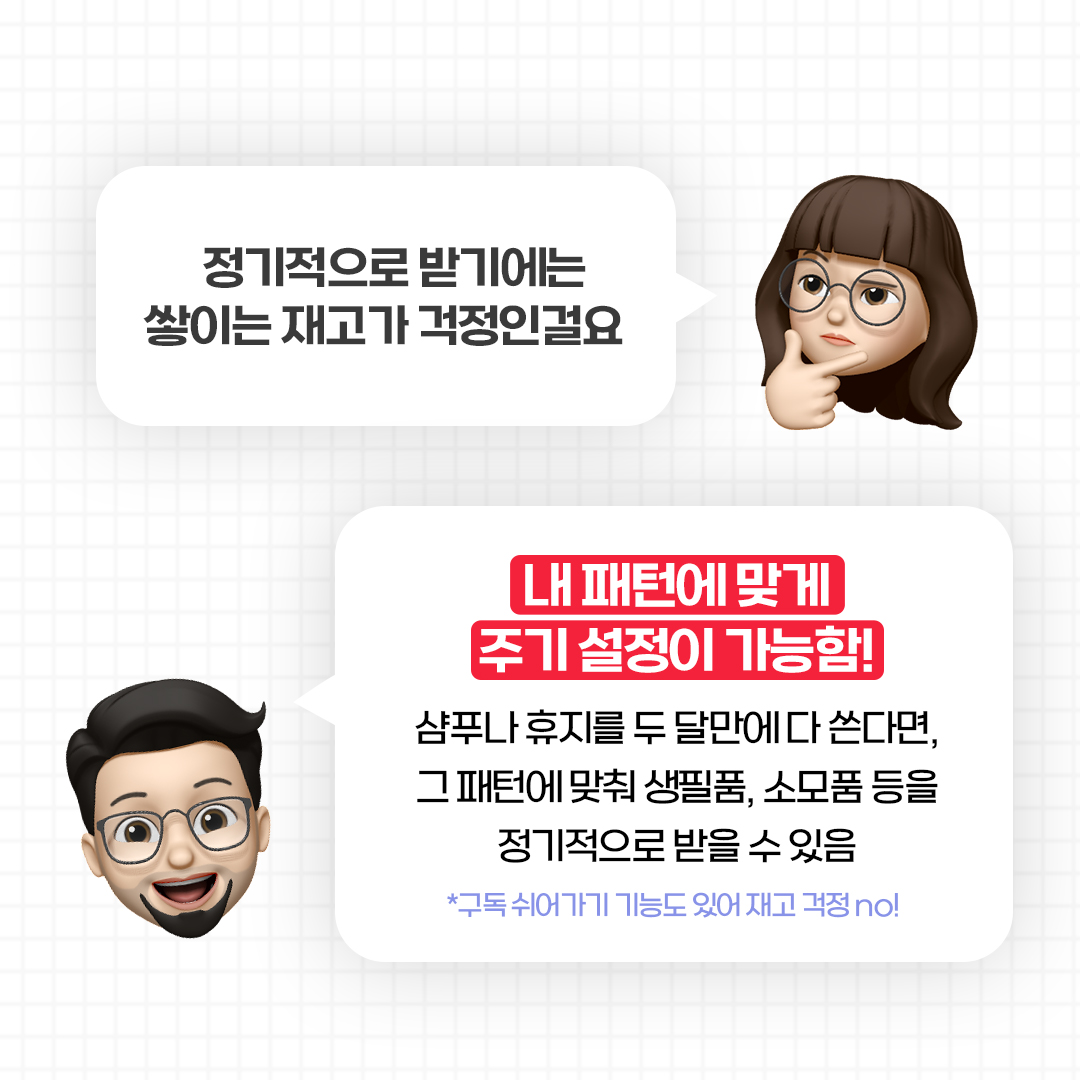 정기적으로 받기에는
쌓이는 재고가 걱정인걸요
내 패턴에 맞게
주기 설정이 가능함!
샴푸나 휴지를 두 달만에 다 쓴다면,
그 패턴에 맞춰 생필품, 소모품 등을
정기적으로 받을 수 있음
*구독 쉬어가기 기능도 있어 재고 걱정 no!